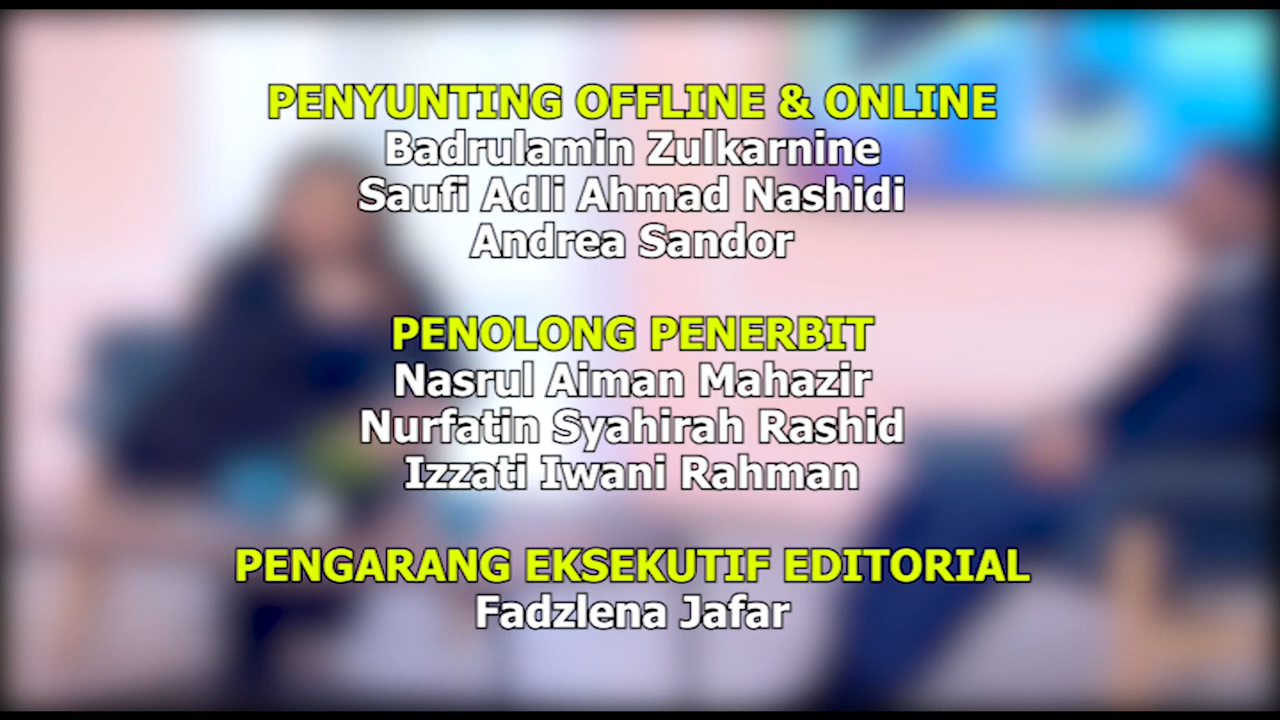 PENYUNTING OFFLINE & ONLINE
Badrulamin Zulkarnine
Saufi Adli Ahmad Nashidi
Andrea Sandor
PENOLONG PENERBIT
Nasrul Aiman Mahazir
Nurfatin Syahirah Rashid
Izzati Iwani Rahman
PENGARANG EKSEKUTIF EDITORIAL
Fadzlena Jafar